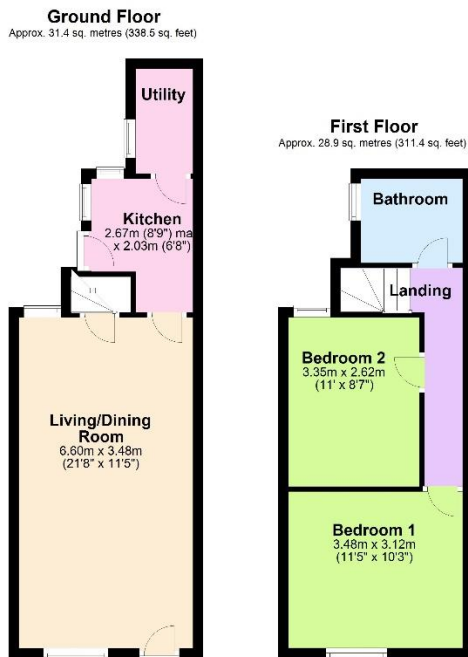 Ground Floor
Approx. 31.4 sq. metres (338.5 sq. feet)
Utility
Kitchen
2.67m (8'9") ma
x 2.03m (6'8")
Living/Dining
Room
6.60m x 3.48m
(21'8" x 11'5")
First Floor
Approx. 28.9 sq. metres (311.4 sq. feet)
Bathroom
Landing
Bedroom 2
3.35m x 2.62m
(11' x 8'7")
Bedroom 1
3.48m x 3.12m
(11'5" x 10'3")